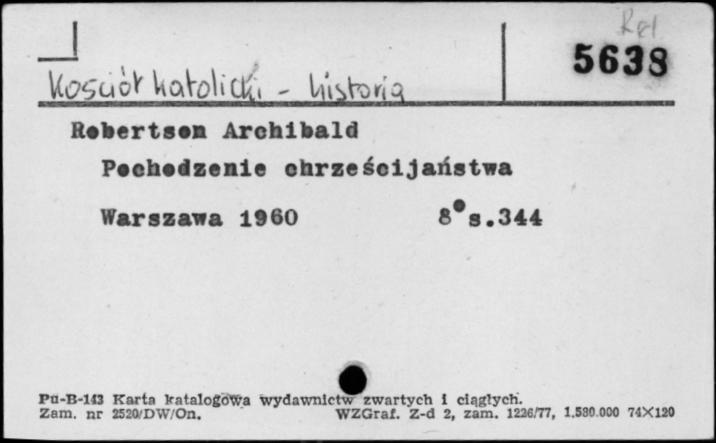 Rel
5638
Kościół katolicki - historia
Robertson Archibald
Pochodzenie chrześcijaństwa
Warszawa 1960 8° s.344
Pu-B-143 Karta katalogowa wydawnictw zwartych i ciągłych.
Zam. nr 2520/DW/On. WZGraf. Z-d 2, zam. 1226/77, 1,580.000 74X120